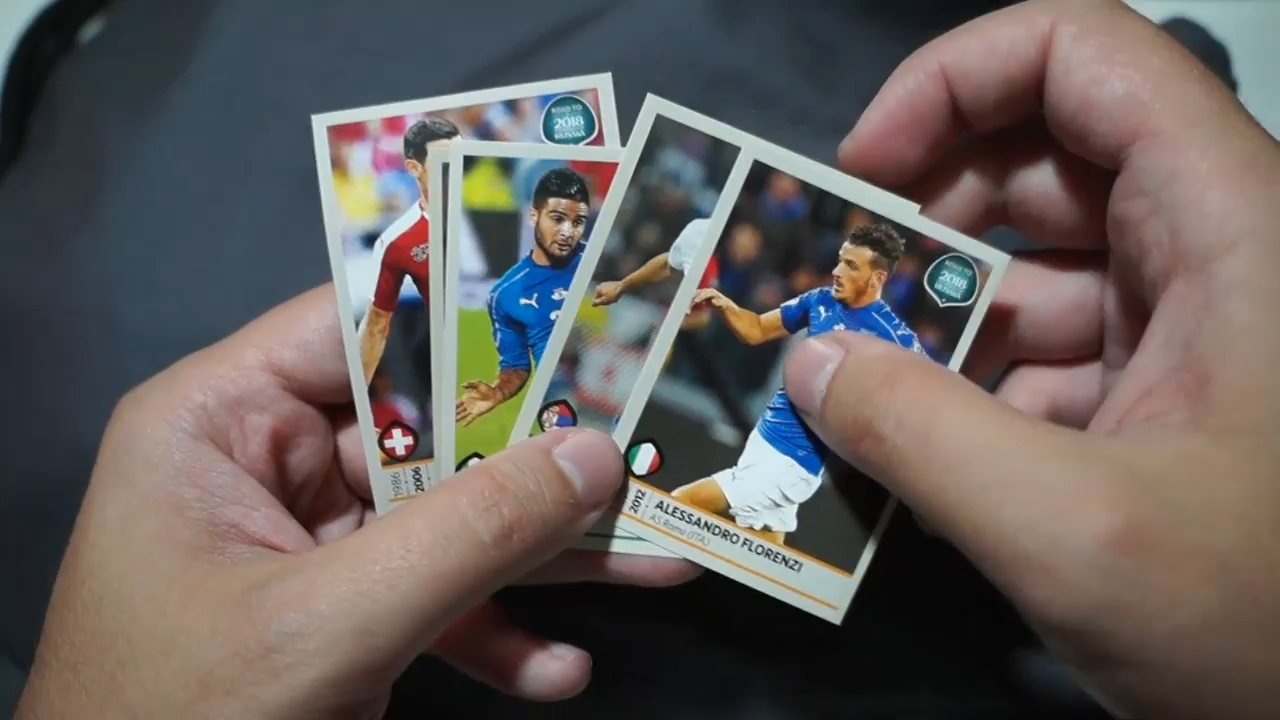 ROAD TO
2018
RUSSIA
1986
2006
ROAD TO
2018
RUSSIA
2012
ALESSANDRO FLORENZI
AS Roma (ITA)